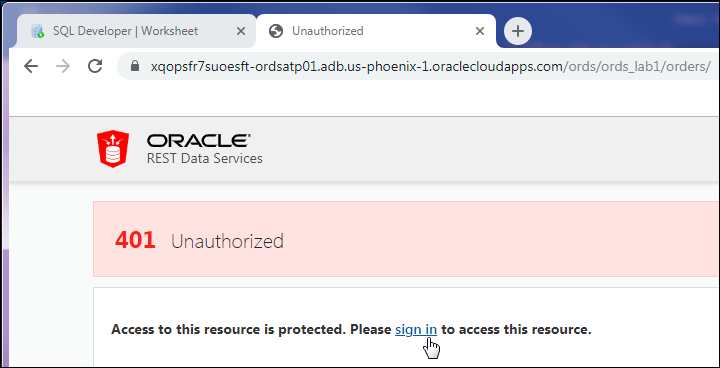 SQL Developer | Worksheet
Unauthorized
xqopsfr7suoesft-ordsatp01.adb.us-phoenix-1.oraclecloudapps.com/ords/ords_lab1/orders/
ORACLE®
REST Data Services
401 Unauthorized
Access to this resource is protected. Please sign in to access this resource.